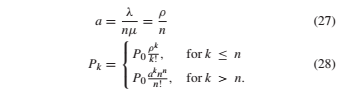 a = λ/(nμ) = ρ/n (27)
P_k = { P_0 ρ^k/k!, for k ≤ n
P_0 a^k n^n/n!, for k > n. (28)